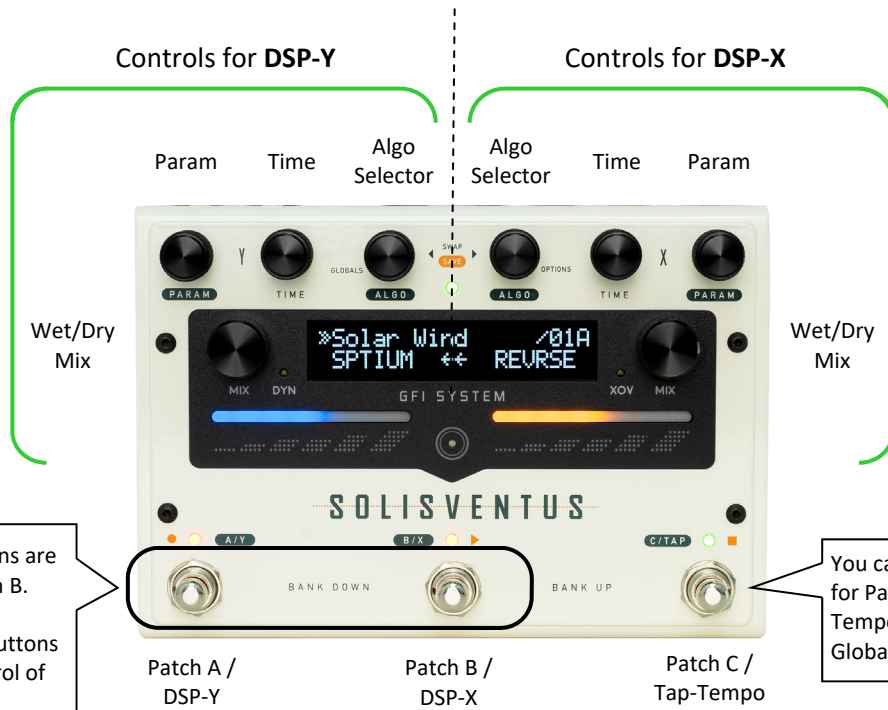 Controls for DSP-Y
Controls for DSP-X
Param
Time
Algo
Selector
Algo
Selector
Time
Param
Y
GLOBALS
SWAP
SAVE
OPTIONS
X
PARAM
TIME
ALGO
ALGO
TIME
PARAM
Wet/Dry
Mix
Wet/Dry
Mix
»Solar Wind /01A
SPTIUM ←← REVRSE
MIX
DYN
XOV
MIX
GFI SYSTEM
SOLISVENTUS
A/Y
B/X
C/TAP
BANK DOWN
BANK UP
ns are
B.
uttons
rol of
You ca
for Pa
Tempo
Globa
Patch A /
DSP-Y
Patch B /
DSP-X
Patch C /
Tap-Tempo